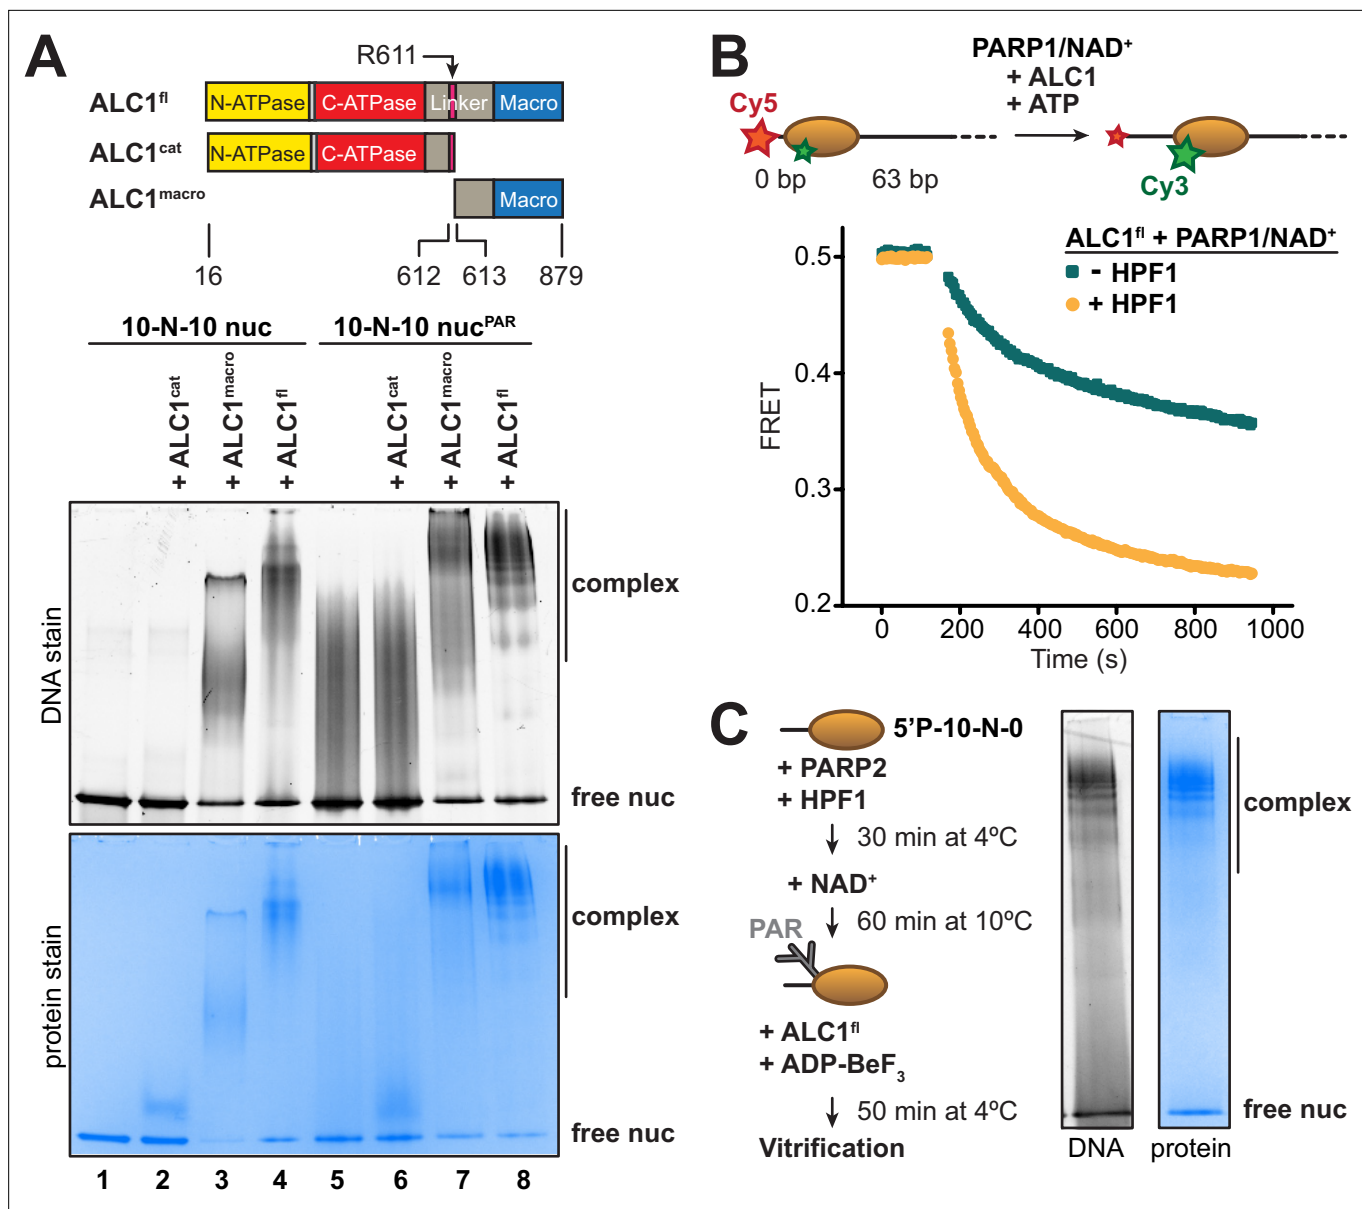 A
R611
ALC1fl
N-ATPase C-ATPase Linker Macro
ALC1cat
N-ATPase C-ATPase
ALC1macro
Macro
16 612 613 879
10-N-10 nuc 10-N-10 nucPAR
+ ALC1cat
+ ALC1macro
+ ALC1fl
+ ALC1cat
+ ALC1macro
+ ALC1fl
DNA stain
complex
free nuc
protein stain
complex
free nuc
1 2 3 4 5 6 7 8
B
PARP1/NAD+
+ ALC1
+ ATP
Cy5
0 bp 63 bp
Cy3
ALC1fl + PARP1/NAD+
- HPF1
+ HPF1
FRET
0.5
0.4
0.3
0.2
0 200 400 600 800 1000
Time (s)
C
5'P-10-N-0
+ PARP2
+ HPF1
30 min at 4ºC
+ NAD+
60 min at 10ºC
PAR
+ ALC1fl
+ ADP-BeF3
50 min at 4ºC
Vitrification
complex
free nuc
DNA protein